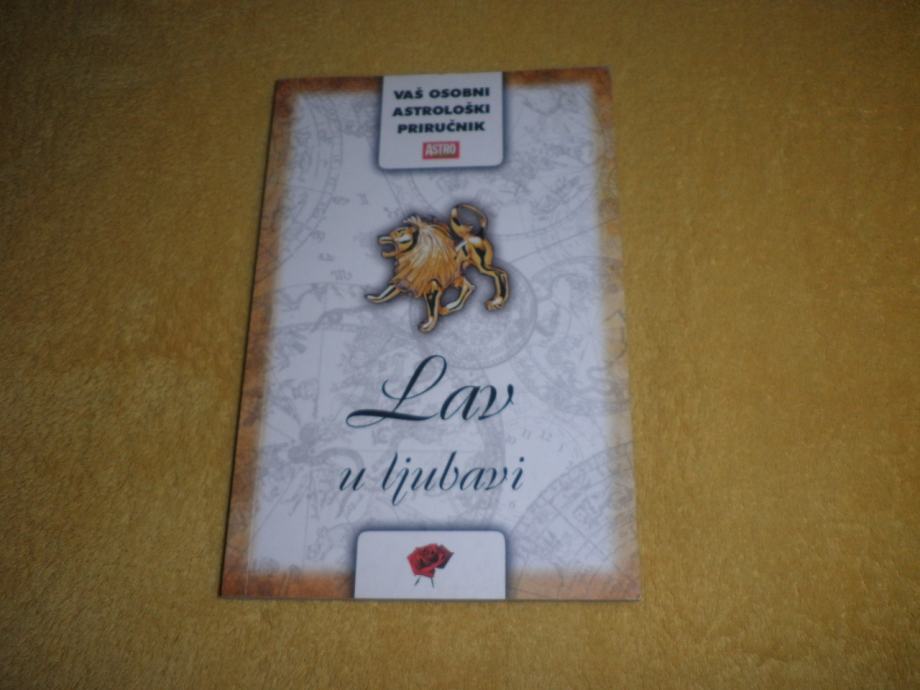 VAŠ OSOBNI
ASTROLOŠKI
PRIRUČNIK
ASTRO
Lav
u ljubavi